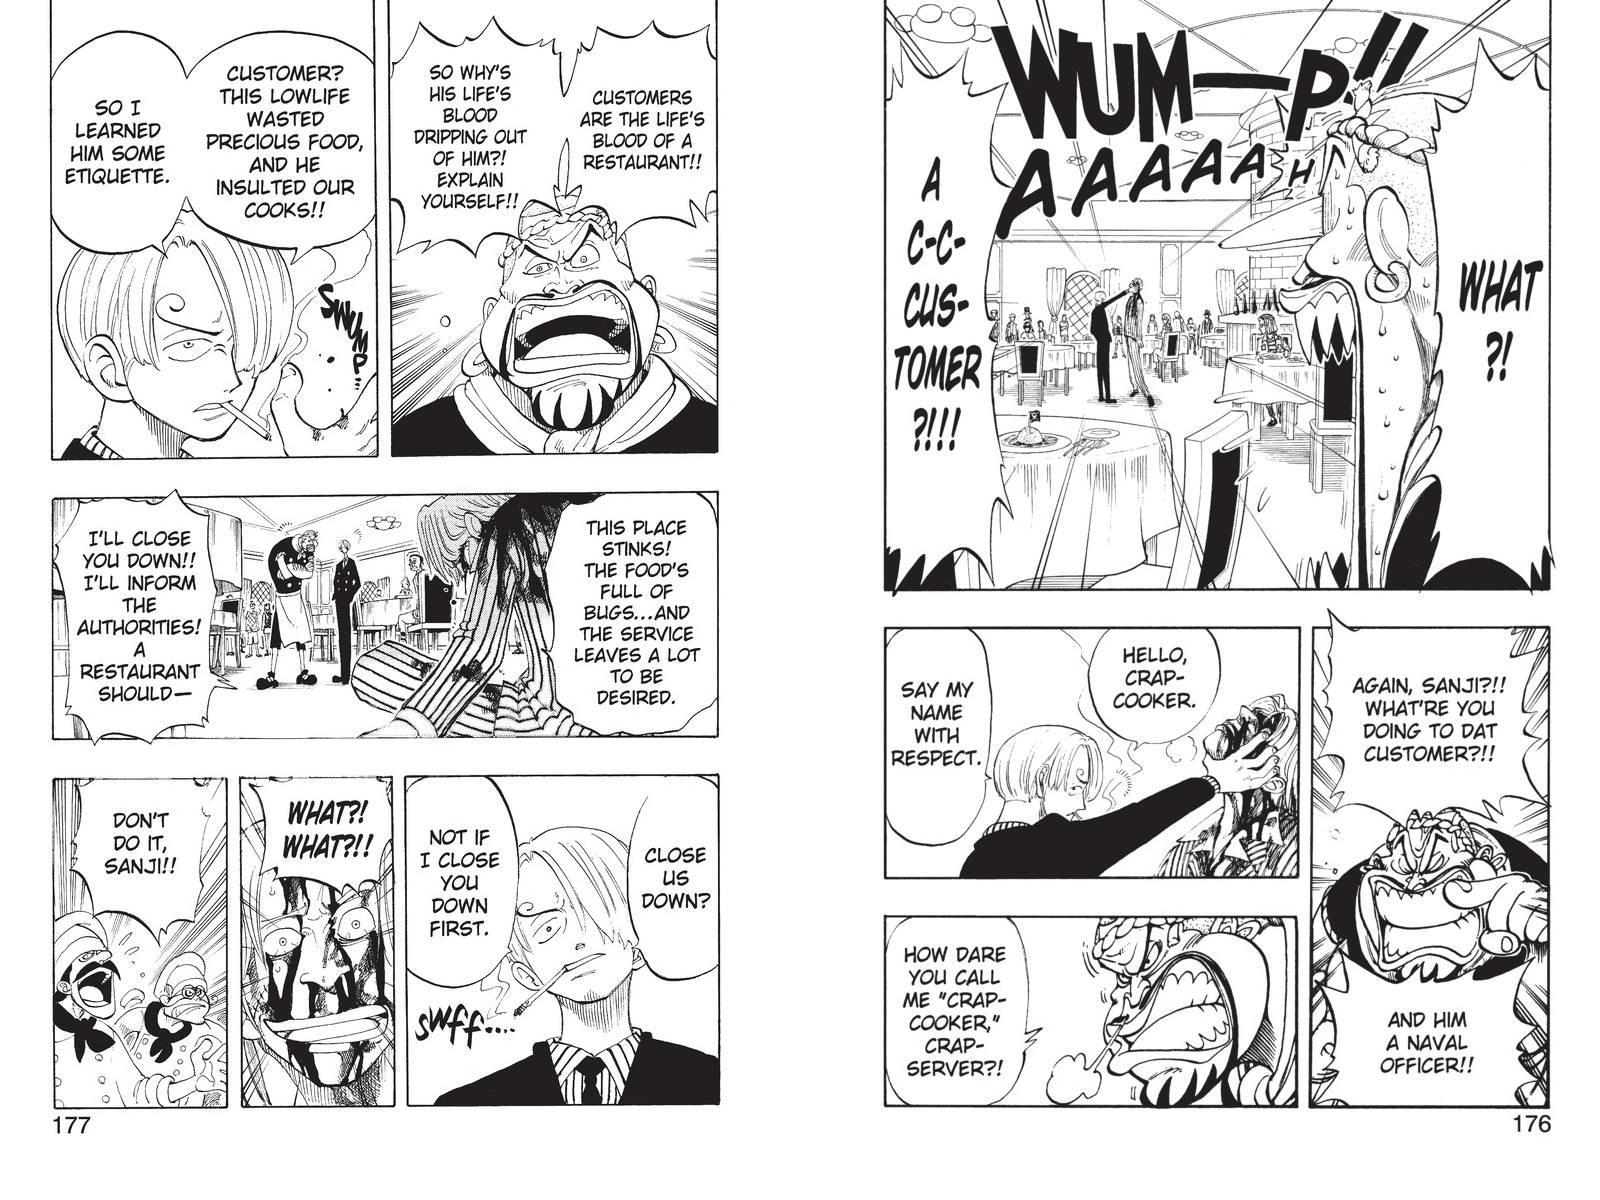 WHAT
?!
A
C-C-
CUS-
TOMER
?!!!
WUM—P!!
AAAAAAH
AGAIN, SANJI?!!
WHAT'RE YOU
DOING TO DAT
CUSTOMER?!!
AND HIM
A NAVAL
OFFICER!!
HELLO,
CRAP-
COOKER.
SAY MY
NAME
WITH
RESPECT.
HOW DARE
YOU CALL
ME "CRAP-
COOKER,"
CRAP-
SERVER?!
176
CUSTOMERS
ARE THE LIFE'S
BLOOD OF A
RESTAURANT!!
SO WHY'S
HIS LIFE'S
BLOOD
DRIPPING OUT
OF HIM?!
EXPLAIN
YOURSELF!!
CUSTOMER?
THIS LOWLIFE
WASTED
PRECIOUS FOOD,
AND HE
INSULTED OUR
COOKS!!
SO I
LEARNED
HIM SOME
ETIQUETTE.
SWUMP...
THIS PLACE
STINKS!
THE FOOD'S
FULL OF
BUGS...AND
THE SERVICE
LEAVES A LOT
TO BE
DESIRED.
I'LL CLOSE
YOU DOWN!!
I'LL INFORM
THE
AUTHORITIES!
A
RESTAURANT
SHOULD—
CLOSE
US
DOWN?
NOT IF
I CLOSE
YOU
DOWN
FIRST.
SWFF....
WHAT?!
WHAT?!!
DON'T
DO IT,
SANJI!!
177